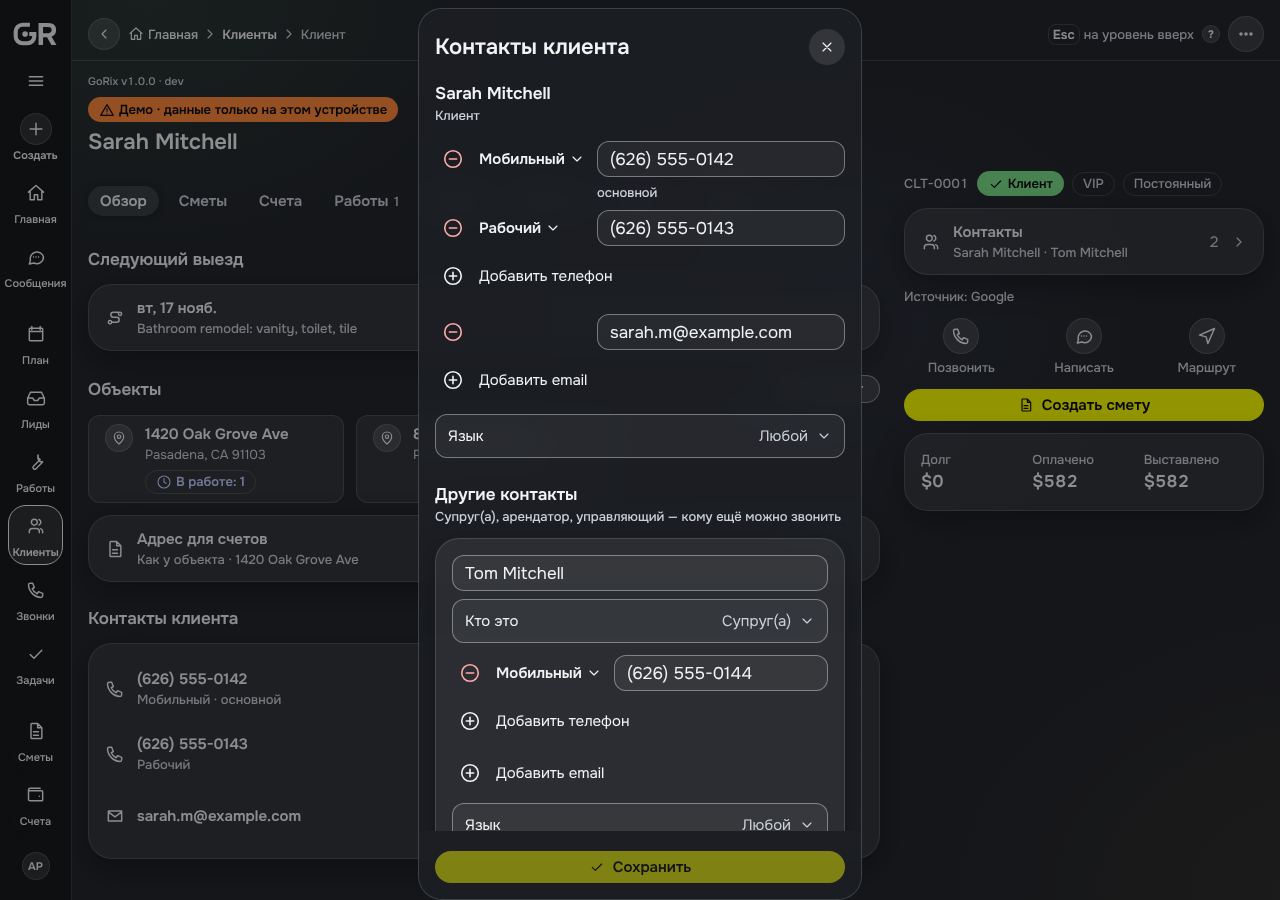 GR
Создать
Главная
Сообщения
План
Лиды
Работы
Клиенты
Звонки
Задачи
Сметы
Счета
AP
Главная
Клиенты
Клиент
Esc на уровень вверх ?
GoRix v1.0.0 · dev
Демо · данные только на этом устройстве
Sarah Mitchell
Обзор
Сметы
Счета
Работы 1
Следующий выезд
вт, 17 нояб.
Bathroom remodel: vanity, toilet, tile
Объекты
1420 Oak Grove Ave
Pasadena, CA 91103
В работе: 1
Адрес для счетов
Как у объекта · 1420 Oak Grove Ave
Контакты клиента
(626) 555-0142
Мобильный · основной
(626) 555-0143
Рабочий
sarah.m@example.com
Контакты клиента
Sarah Mitchell
Клиент
Мобильный (626) 555-0142
основной
Рабочий (626) 555-0143
Добавить телефон
sarah.m@example.com
Добавить email
Язык Любой
Другие контакты
Супруг(а), арендатор, управляющий — кому ещё можно звонить
Tom Mitchell
Кто это Супруг(а)
Мобильный (626) 555-0144
Добавить телефон
Добавить email
Язык Любой
Сохранить
CLT-0001 Клиент VIP Постоянный
Контакты
Sarah Mitchell · Tom Mitchell
2
Источник: Google
Позвонить Написать Маршрут
Создать смету
Долг Оплачено Выставлено
$0 $582 $582